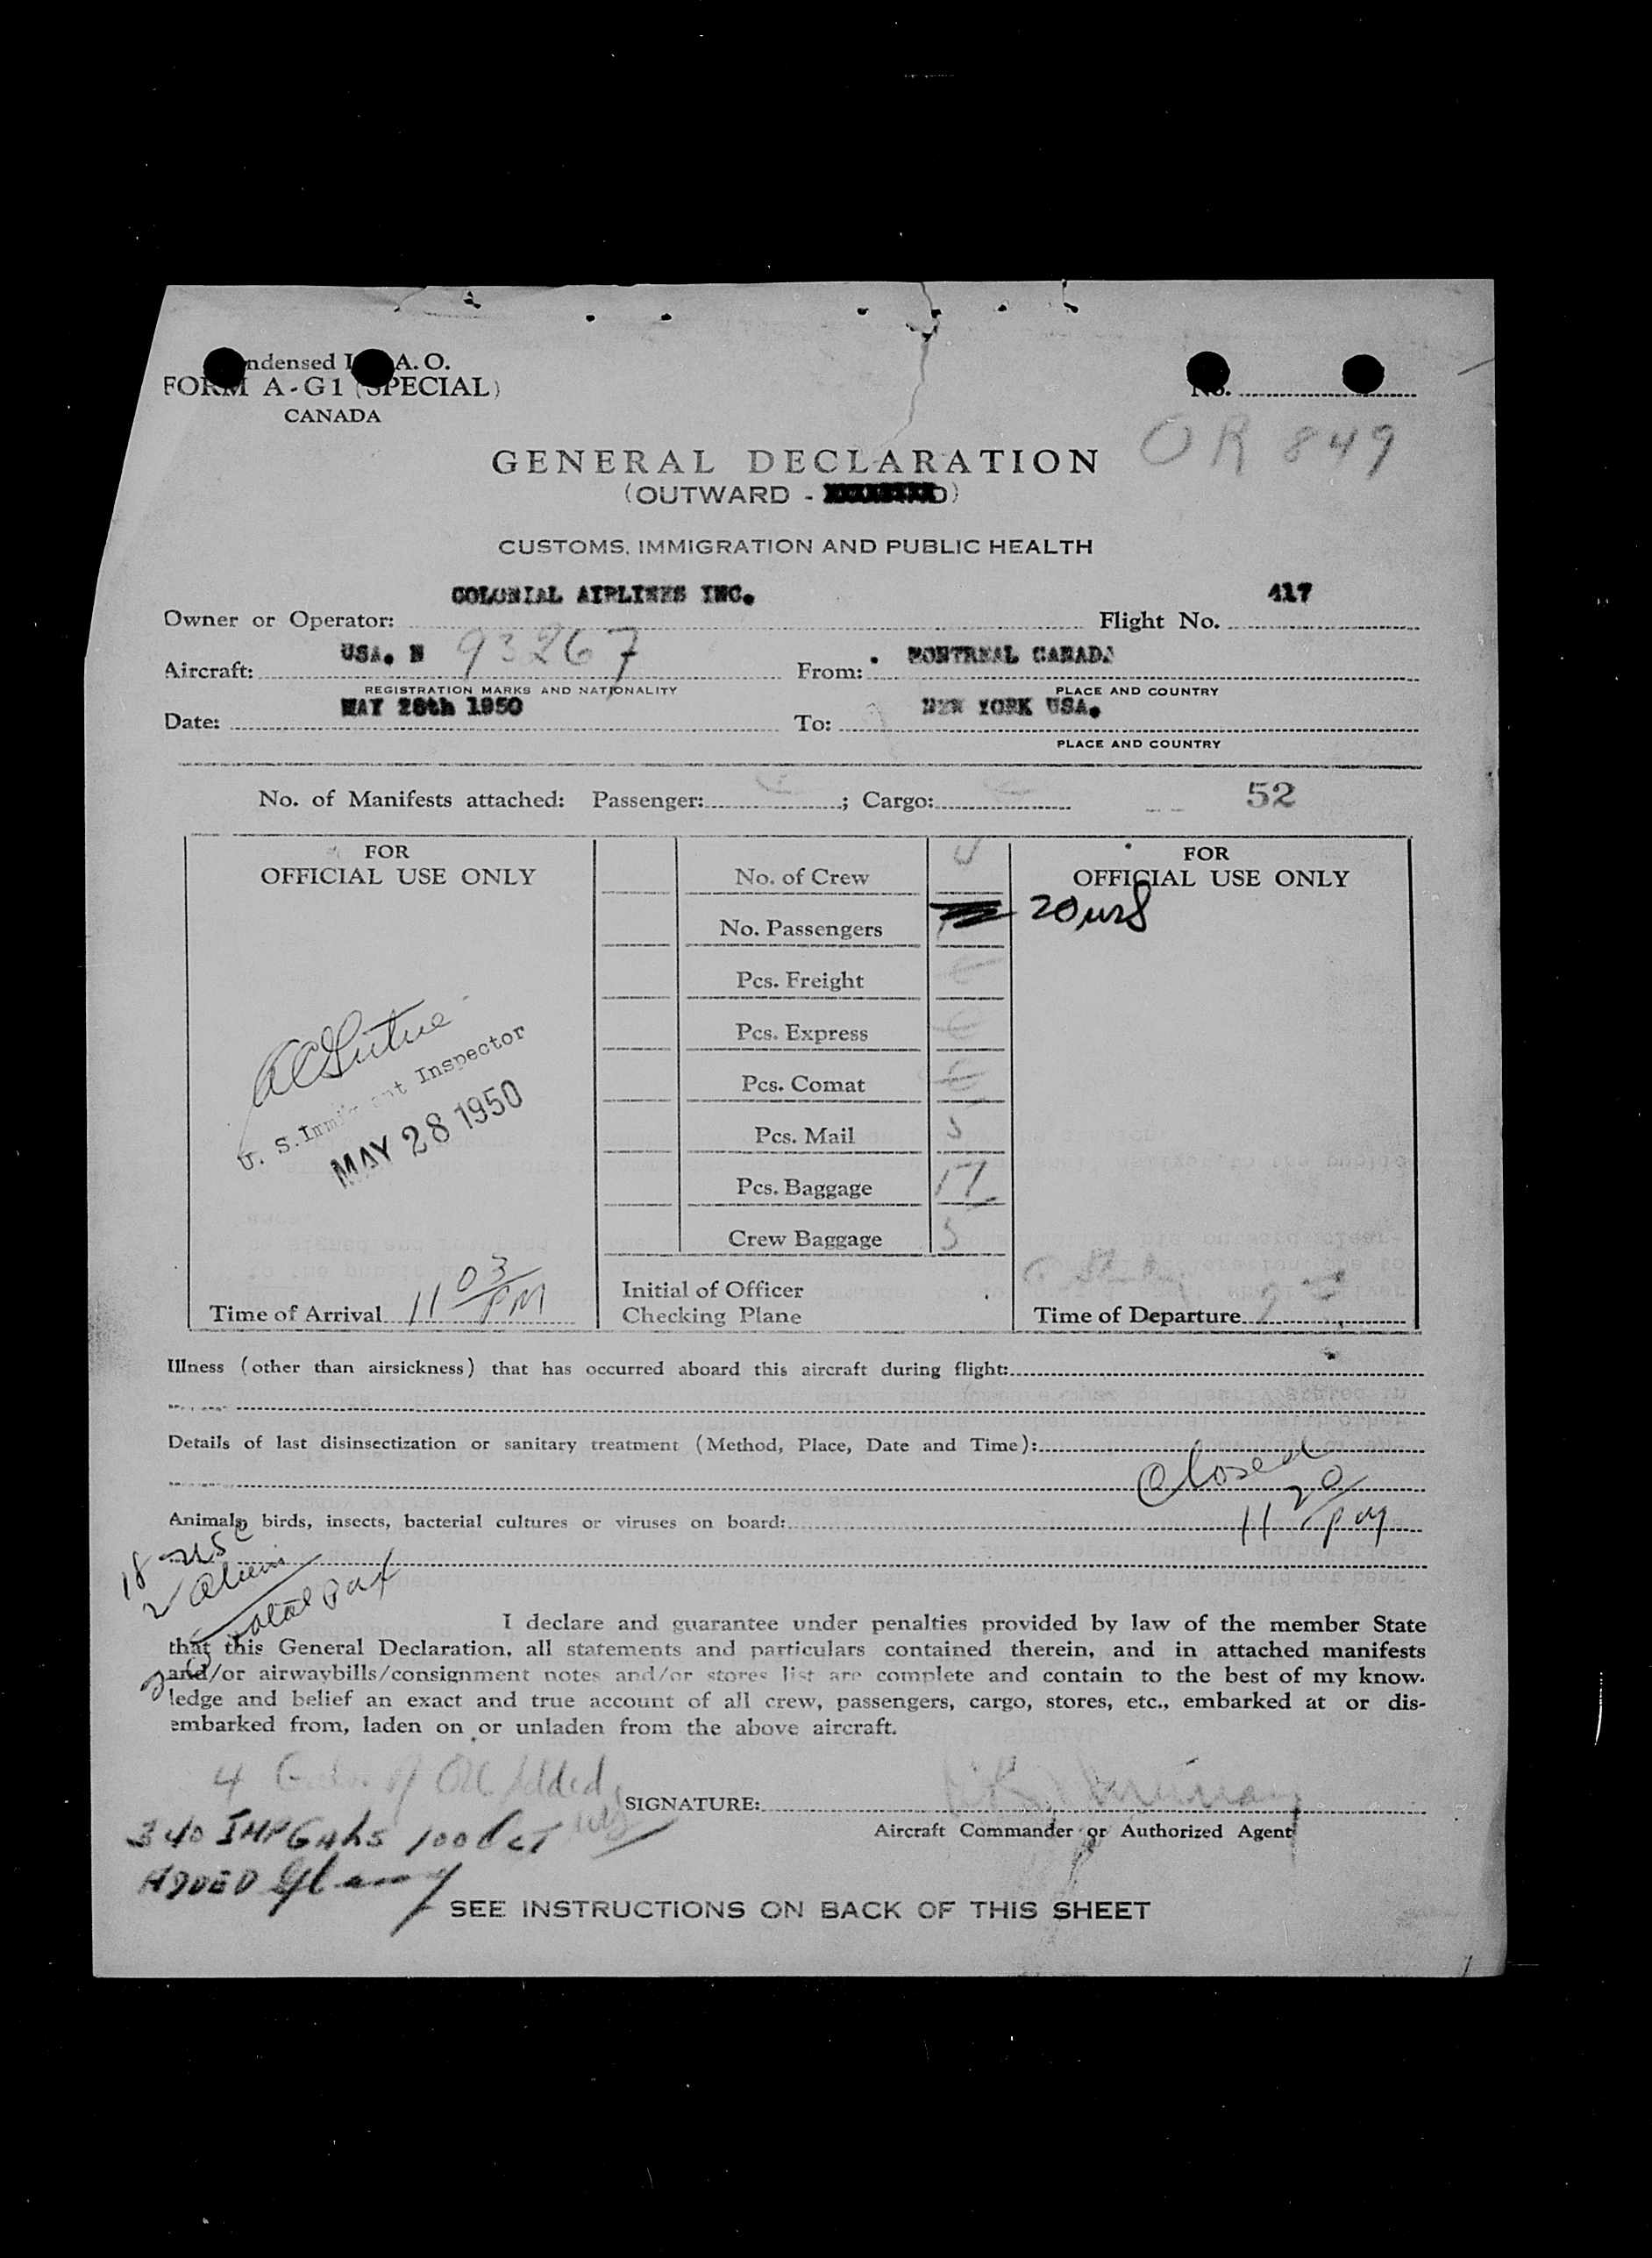 ndensed I A. O.
FORM A-G1 (SPECIAL)
CANADA
No.
OR 849
GENERAL DECLARATION
(OUTWARD - D)
CUSTOMS, IMMIGRATION AND PUBLIC HEALTH
Owner or Operator: COLONIAL AIRLINES INC. Flight No. 417
Aircraft: USA. N 93267 From: MONTREAL CANADA
REGISTRATION MARKS AND NATIONALITY PLACE AND COUNTRY
Date: MAY 28th 1950 To: NEW YORK USA.
PLACE AND COUNTRY
No. of Manifests attached: Passenger: ; Cargo: 52
FOR
OFFICIAL USE ONLY
U. S. Immigrant Inspector
MAY 28 1950
Time of Arrival 11 03 PM
No. of Crew
No. Passengers
Pcs. Freight
Pcs. Express
Pcs. Comat
Pcs. Mail 5
Pcs. Baggage 17
Crew Baggage 5
Initial of Officer
Checking Plane
FOR
OFFICIAL USE ONLY
Time of Departure
Illness (other than airsickness) that has occurred aboard this aircraft during flight:
Details of last disinsectization or sanitary treatment (Method, Place, Date and Time):
Closed
11 20 PM
Animals, birds, insects, bacterial cultures or viruses on board:
18 USC
2 Alien
20 Total Pax
I declare and guarantee under penalties provided by law of the member State
that this General Declaration, all statements and particulars contained therein, and in attached manifests
and/or airwaybills/consignment notes and/or stores list are complete and contain to the best of my know-
ledge and belief an exact and true account of all crew, passengers, cargo, stores, etc., embarked at or dis-
embarked from, laden on or unladen from the above aircraft.
4 of Oil Added
340 IMP GALS 100 OCT
ADDED
SIGNATURE:
Aircraft Commander or Authorized Agent
SEE INSTRUCTIONS ON BACK OF THIS SHEET